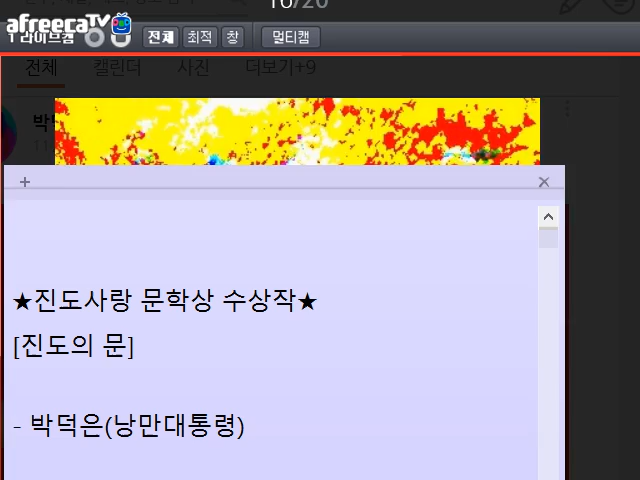 10/20
afreecaTV
1 라이브캠
전체 최적 창 멀티캠
전체 캘린더 사진 더보기+9
★진도사랑 문학상 수상작★
[진도의 문]
- 박덕은(낭만대통령)